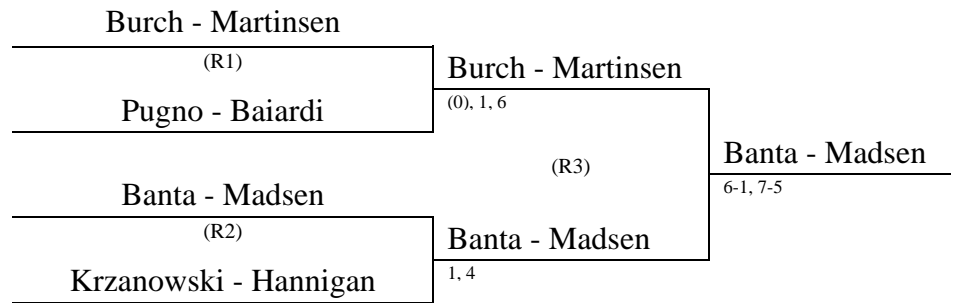 Burch - Martinsen
(R1)
Burch - Martinsen
Pugno - Baiardi
(0), 1, 6
(R3)
Banta - Madsen
6-1, 7-5
Banta - Madsen
(R2)
Banta - Madsen
Krzanowski - Hannigan
1, 4